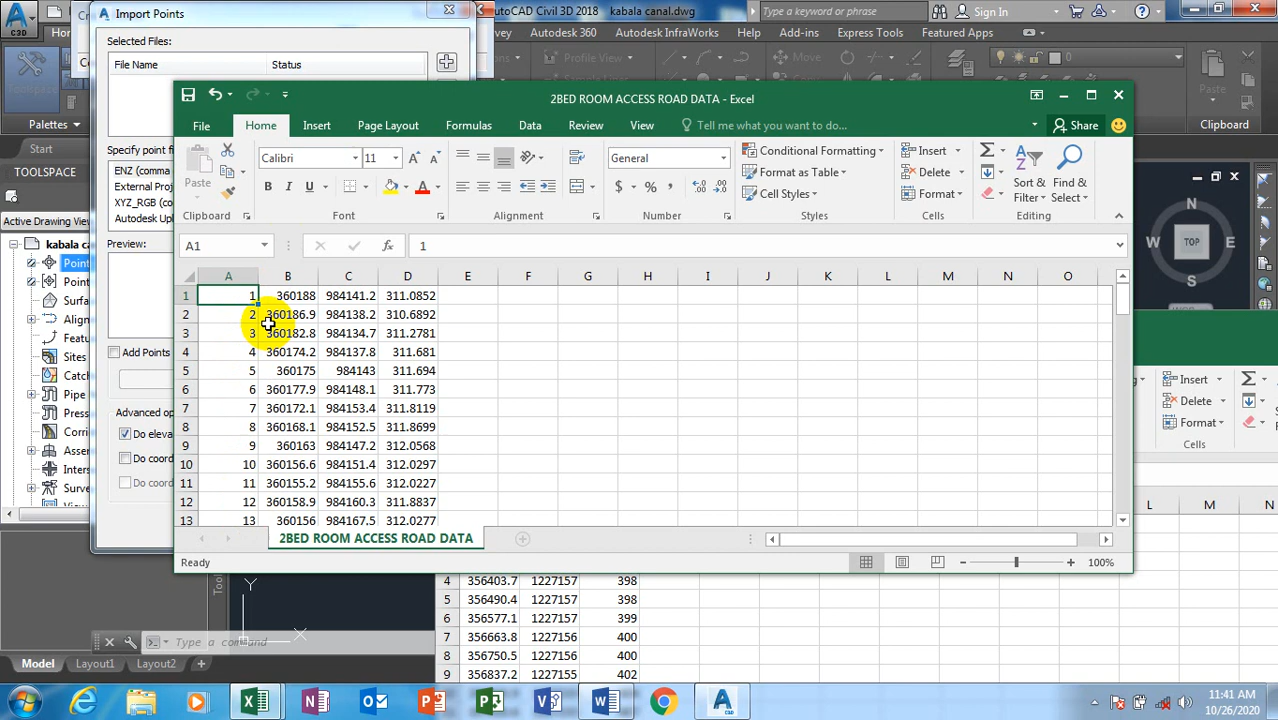 AutoCAD Civil 3D 2018 kabala canal.dwg
Type a keyword or phrase
Sign In
Import Points
Survey
Autodesk 360
Autodesk InfraWorks
Help
Add-ins
Express Tools
Featured Apps
Selected Files:
File Name
Status
Profile View
Move
0
Toolspace
Palettes
Paste
Clipboard
Start
TOOLSPACE
Active Drawing View
2BED ROOM ACCESS ROAD DATA - Excel
File
Home
Insert
Page Layout
Formulas
Data
Review
View
Tell me what you want to do...
Share
Paste
Calibri
11
General
Conditional Formatting
Format as Table
Cell Styles
Insert
Delete
Format
Sort &
Filter
Find &
Select
Clipboard
Font
Alignment
Number
Styles
Cells
Editing
Specify point f
ENZ (comma
External Proj
XYZ_RGB (co
Autodesk Upl
Preview:
Add Points
Advanced op
Do eleva
Do coord
Do coord
kabala ca
Point
Point
Surfa
Align
Featu
Sites
Catcl
Pipe
Press
Corri
Asse
Inters
Surve
A1
1
A B C D E F G H I J K L M N O
1 1 360188 984141.2 311.0852
2 2 360186.9 984138.2 310.6892
3 3 360182.8 984134.7 311.2781
4 4 360174.2 984137.8 311.681
5 5 360175 984143 311.694
6 6 360177.9 984148.1 311.773
7 7 360172.1 984153.4 311.8119
8 8 360168.1 984152.5 311.8699
9 9 360163 984147.2 312.0568
10 10 360156.6 984151.4 312.0297
11 11 360155.2 984155.6 312.0227
12 12 360158.9 984160.3 311.8837
13 13 360156 984167.5 312.0277
2BED ROOM ACCESS ROAD DATA
Ready
100%
N
W TOP E
S
Insert
Delete
Format
Cells
L M N
4 356403.7 1227157 398
5 356490.4 1227157 398
6 356577.1 1227157 399
7 356663.8 1227156 400
8 356750.5 1227156 400
9 356837.2 1227155 402
Y
X
Type a command
Model
Layout1
Layout2
11:41 AM
10/26/2020